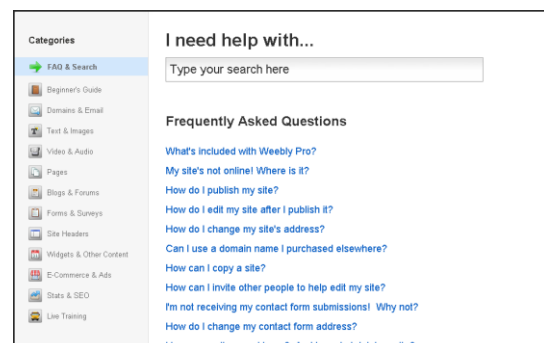 Categories
FAQ & Search
Beginner's Guide
Domains & Email
Text & Images
Video & Audio
Pages
Blogs & Forums
Forms & Surveys
Site Headers
Widgets & Other Content
E-Commerce & Ads
Stats & SEO
Live Training
I need help with...
Type your search here
Frequently Asked Questions
What's included with Weebly Pro?
My site's not online! Where is it?
How do I publish my site?
How do I edit my site after I publish it?
How do I change my site's address?
Can I use a domain name I purchased elsewhere?
How can I copy a site?
How can I invite other people to help edit my site?
I'm not receiving my contact form submissions! Why not?
How do I change my contact form address?